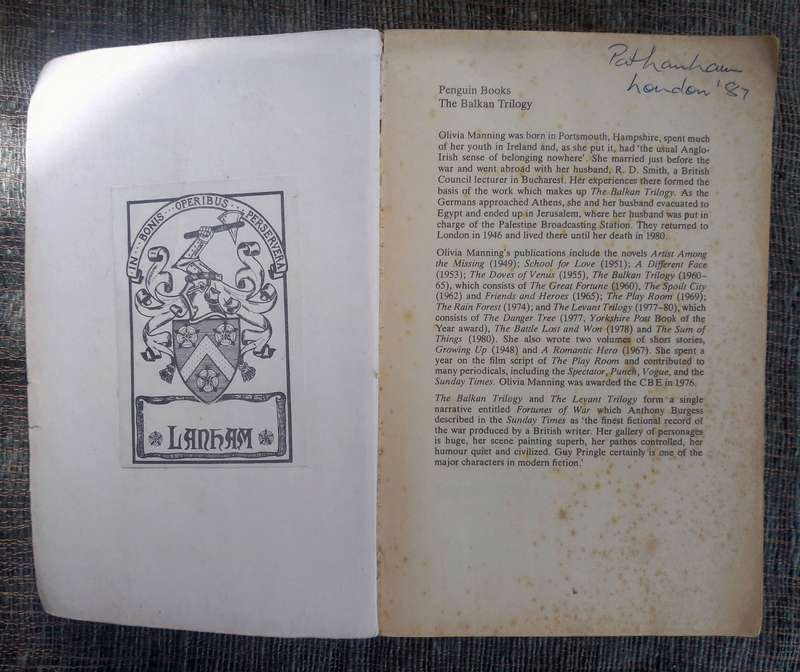 IN · BONIS · OPERIBUS · PERSERVERA
LANHAM
Pat Lanham
London '87
Penguin Books
The Balkan Trilogy
Olivia Manning was born in Portsmouth, Hampshire, spent much
of her youth in Ireland and, as she put it, had 'the usual Anglo-
Irish sense of belonging nowhere'. She married just before the
war and went abroad with her husband, R. D. Smith, a British
Council lecturer in Bucharest. Her experiences there formed the
basis of the work which makes up The Balkan Trilogy. As the
Germans approached Athens, she and her husband evacuated to
Egypt and ended up in Jerusalem, where her husband was put in
charge of the Palestine Broadcasting Station. They returned to
London in 1946 and lived there until her death in 1980.
Olivia Manning's publications include the novels Artist Among
the Missing (1949); School for Love (1951); A Different Face
(1953); The Doves of Venus (1955), The Balkan Trilogy (1960–
65), which consists of The Great Fortune (1960), The Spoilt City
(1962) and Friends and Heroes (1965); The Play Room (1969);
The Rain Forest (1974); and The Levant Trilogy (1977–80), which
consists of The Danger Tree (1977, Yorkshire Post Book of the
Year award), The Battle Lost and Won (1978) and The Sum of
Things (1980). She also wrote two volumes of short stories,
Growing Up (1948) and A Romantic Hero (1967). She spent a
year on the film script of The Play Room and contributed to
many periodicals, including the Spectator, Punch, Vogue, and the
Sunday Times. Olivia Manning was awarded the CBE in 1976.
The Balkan Trilogy and The Levant Trilogy form a single
narrative entitled Fortunes of War which Anthony Burgess
described in the Sunday Times as 'the finest fictional record of
the war produced by a British writer. Her gallery of personages
is huge, her scene painting superb, her pathos controlled, her
humour quiet and civilized. Guy Pringle certainly is one of the
major characters in modern fiction.'